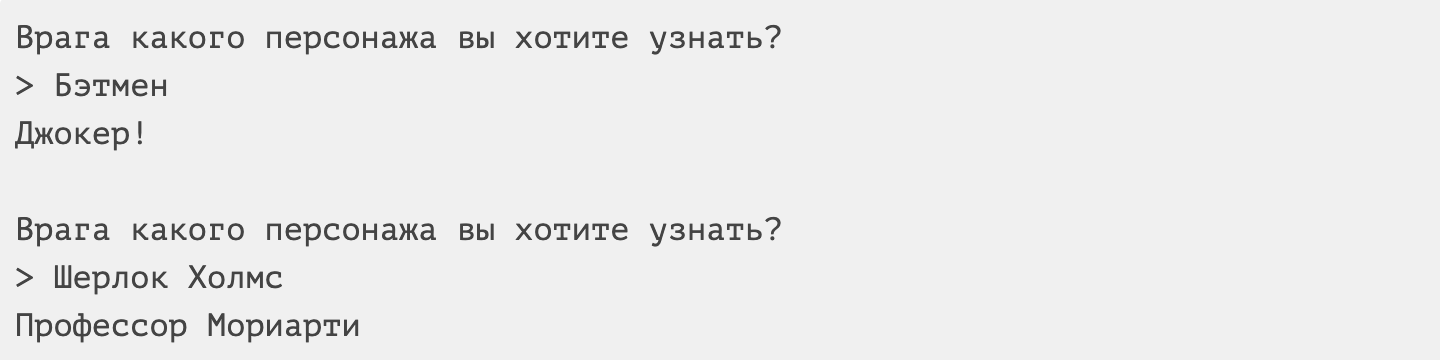 Врага какого персонажа вы хотите узнать?
> Бэтмен
Джокер!
Врага какого персонажа вы хотите узнать?
> Шерлок Холмс
Профессор Мориарти